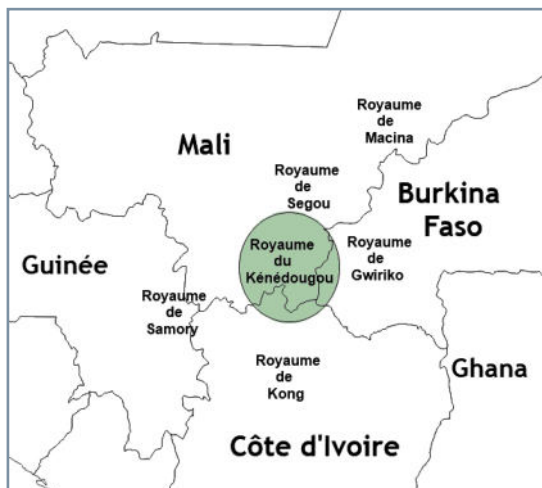 Royaume
de
Macina
Mali
Royaume
de
Segou
Burkina
Faso
Royaume
du
Kénédougou
Royaume
de
Gwiriko
Guinée
Royaume
de
Samory
Royaume
de
Kong
Ghana
Côte d'Ivoire